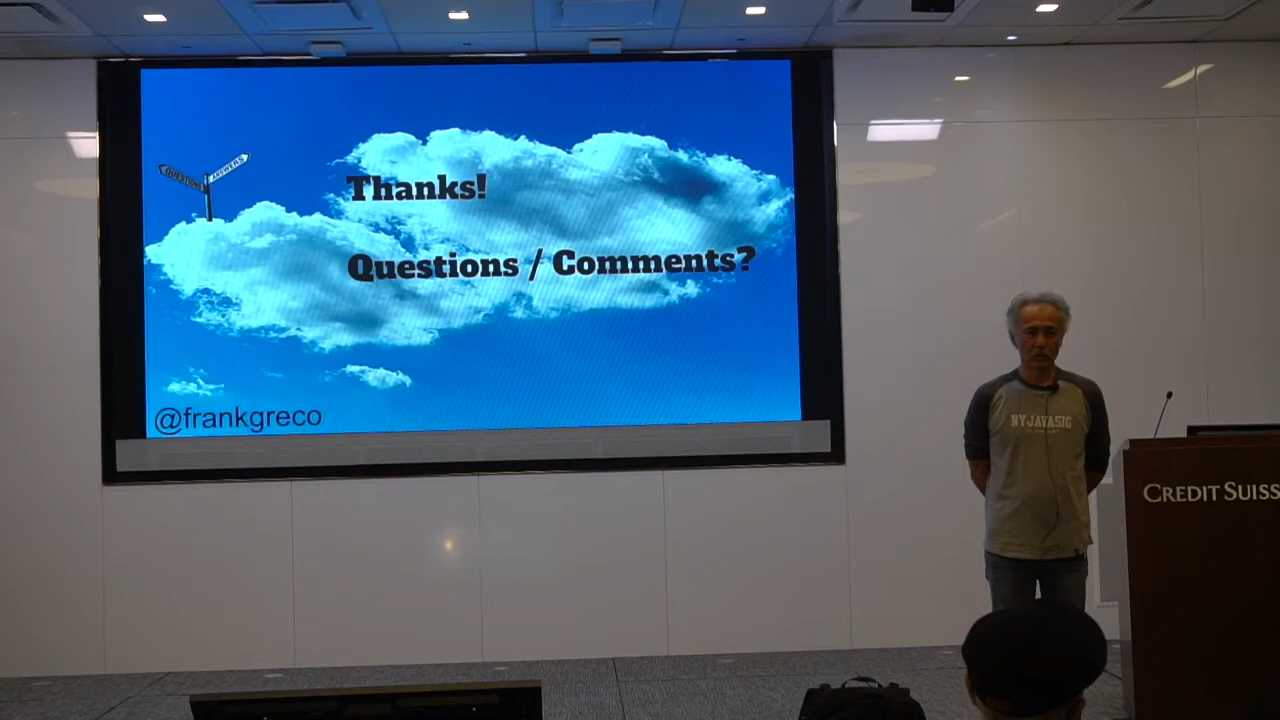 QUESTIONS
ANSWERS
Thanks!
Questions / Comments?
@frankgreco
NYJAVASIG
CREDIT SUISS